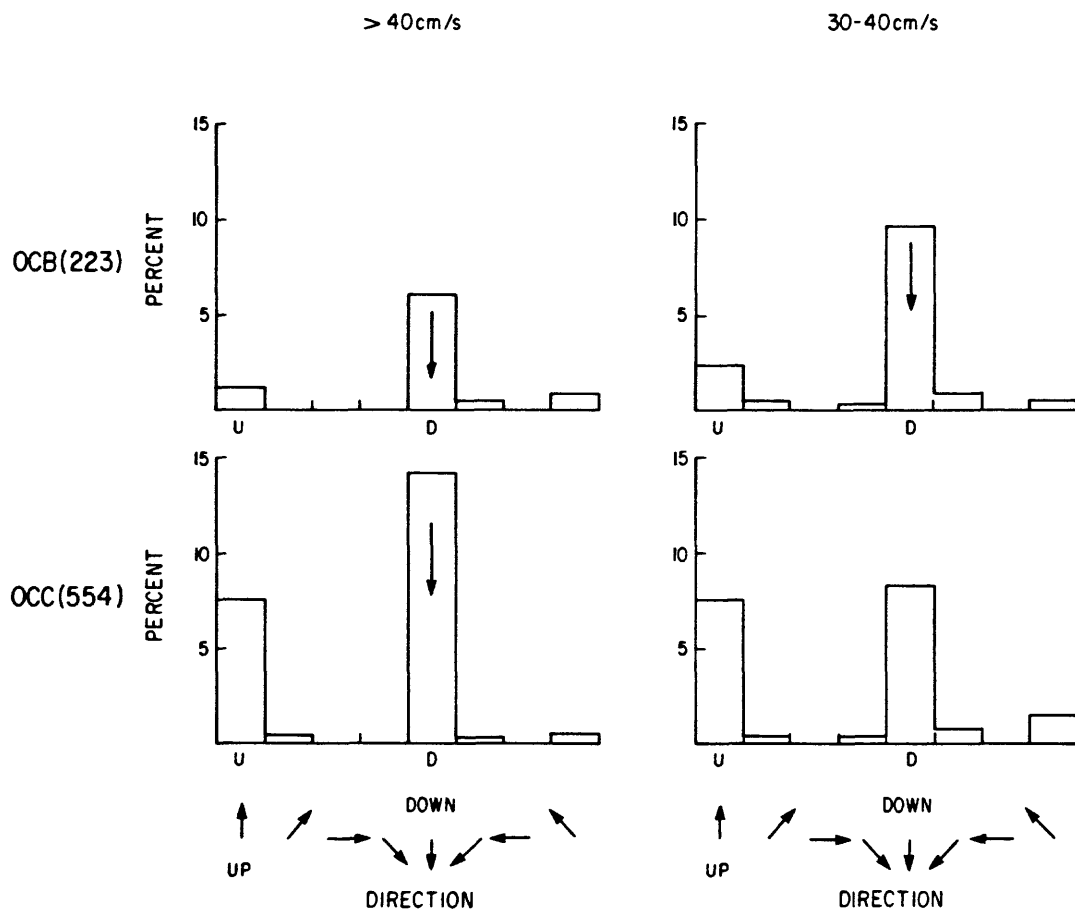 > 40cm/s 30-40cm/s
15 15
10 10
OCB(223) PERCENT
5 5
U D U D
15 15
10 10
OCC(554) PERCENT
5 5
U D U D
DOWN DOWN
UP UP
DIRECTION DIRECTION